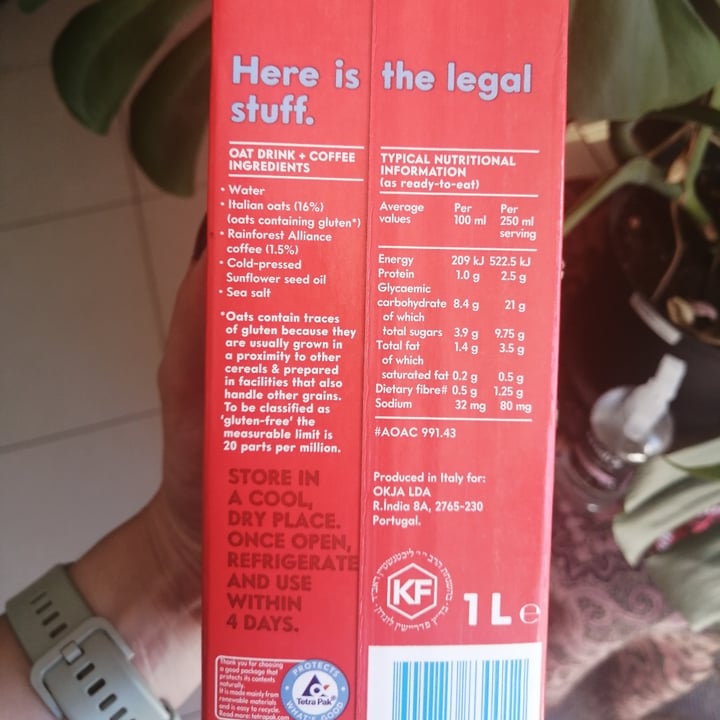 Here is the legal
stuff.
OAT DRINK + COFFEE
INGREDIENTS
• Water
• Italian oats (16%)
(oats containing gluten*)
• Rainforest Alliance
coffee (1.5%)
• Cold-pressed
Sunflower seed oil
• Sea salt
*Oats contain traces
of gluten because they
are usually grown in
a proximity to other
cereals & prepared
in facilities that also
handle other grains.
To be classified as
'gluten-free' the
measurable limit is
20 parts per million.
STORE IN
A COOL,
DRY PLACE.
ONCE OPEN,
REFRIGERATE
AND USE
WITHIN
4 DAYS.
Thank you for choosing
a good package that
protects its contents
naturally.
It is made mainly from
renewable materials
and is easy to recycle.
Read more: tetrapak.com
PROTECTS
Tetra Pak
WHAT'S GOOD
TYPICAL NUTRITIONAL
INFORMATION
(as ready-to-eat)
Average values Per 100 ml Per 250 ml serving
Energy 209 kJ 522.5 kJ
Protein 1.0 g 2.5 g
Glycaemic
carbohydrate 8.4 g 21 g
of which
total sugars 3.9 g 9.75 g
Total fat 1.4 g 3.5 g
of which
saturated fat 0.2 g 0.5 g
Dietary fibre# 0.5 g 1.25 g
Sodium 32 mg 80 mg
#AOAC 991.43
Produced in Italy for:
OKJA LDA
R.Índia 8A, 2765-230
Portugal.
KF
1 L e